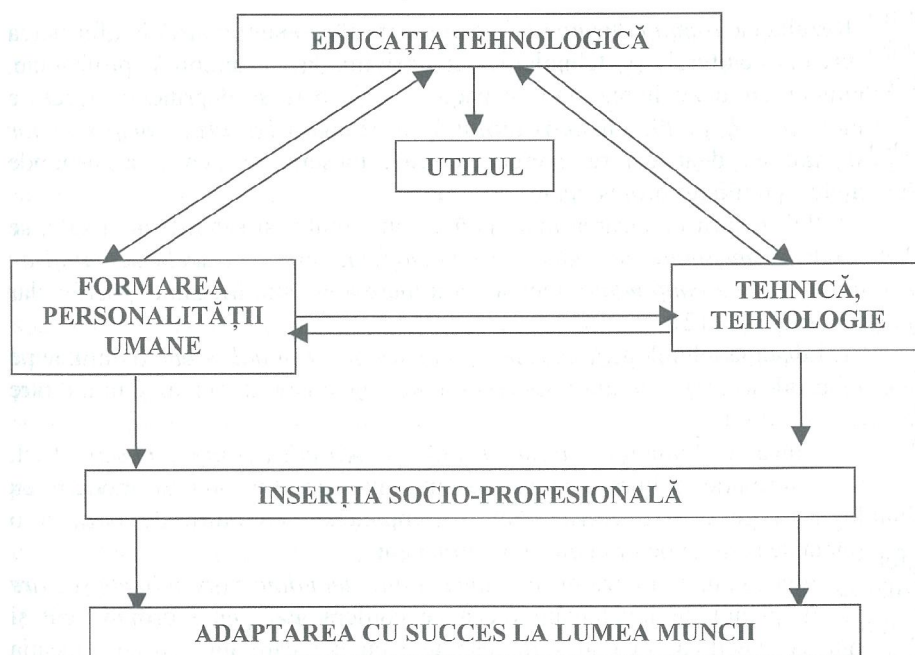 EDUCAȚIA TEHNOLOGICĂ
UTILUL
FORMAREA
PERSONALITĂȚII
UMANE
TEHNICĂ,
TEHNOLOGIE
INSERȚIA SOCIO-PROFESIONALĂ
ADAPTAREA CU SUCCES LA LUMEA MUNCII